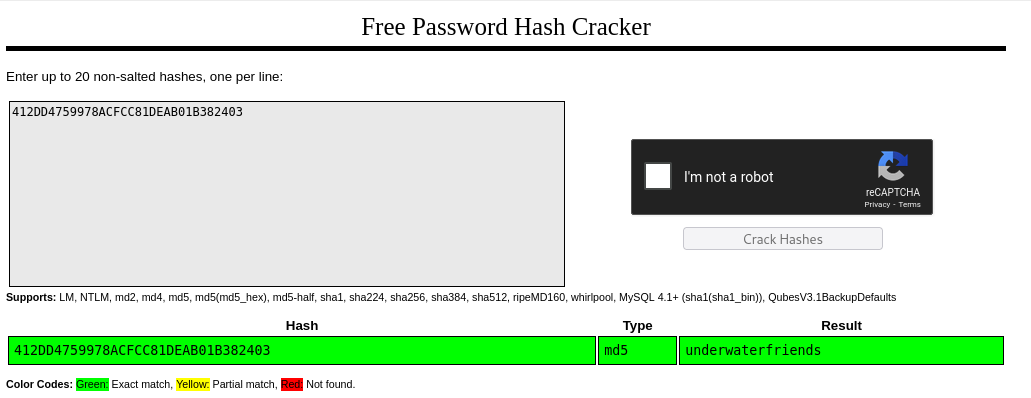 Free Password Hash Cracker
Enter up to 20 non-salted hashes, one per line:
412DD4759978ACFCC81DEAB01B382403
I'm not a robot
reCAPTCHA
Privacy - Terms
Crack Hashes
Supports: LM, NTLM, md2, md4, md5, md5(md5_hex), md5-half, sha1, sha224, sha256, sha384, sha512, ripeMD160, whirlpool, MySQL 4.1+ (sha1(sha1_bin)), QubesV3.1BackupDefaults
Hash Type Result
412DD4759978ACFCC81DEAB01B382403 md5 underwaterfriends
Color Codes: Green: Exact match, Yellow: Partial match, Red: Not found.